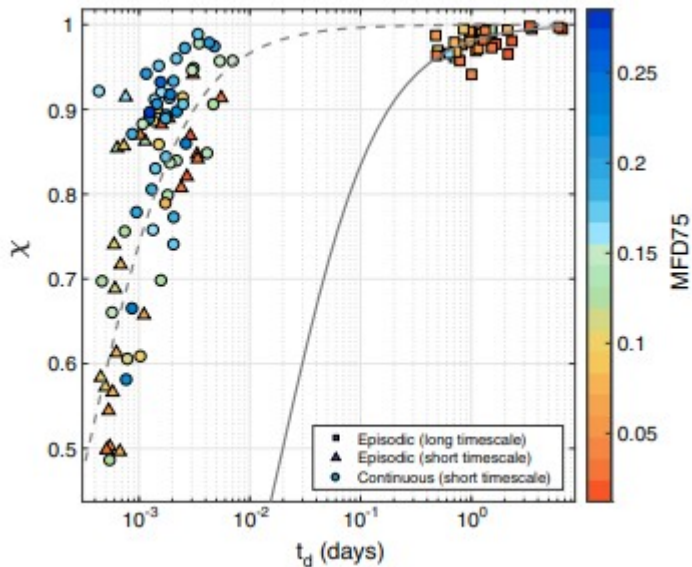 1
0.9
0.8
0.7
0.6
0.5
χ
10⁻³
10⁻²
10⁻¹
10⁰
t_d (days)
Episodic (long timescale)
Episodic (short timescale)
Continuous (short timescale)
0.25
0.2
0.15
0.1
0.05
MFD75